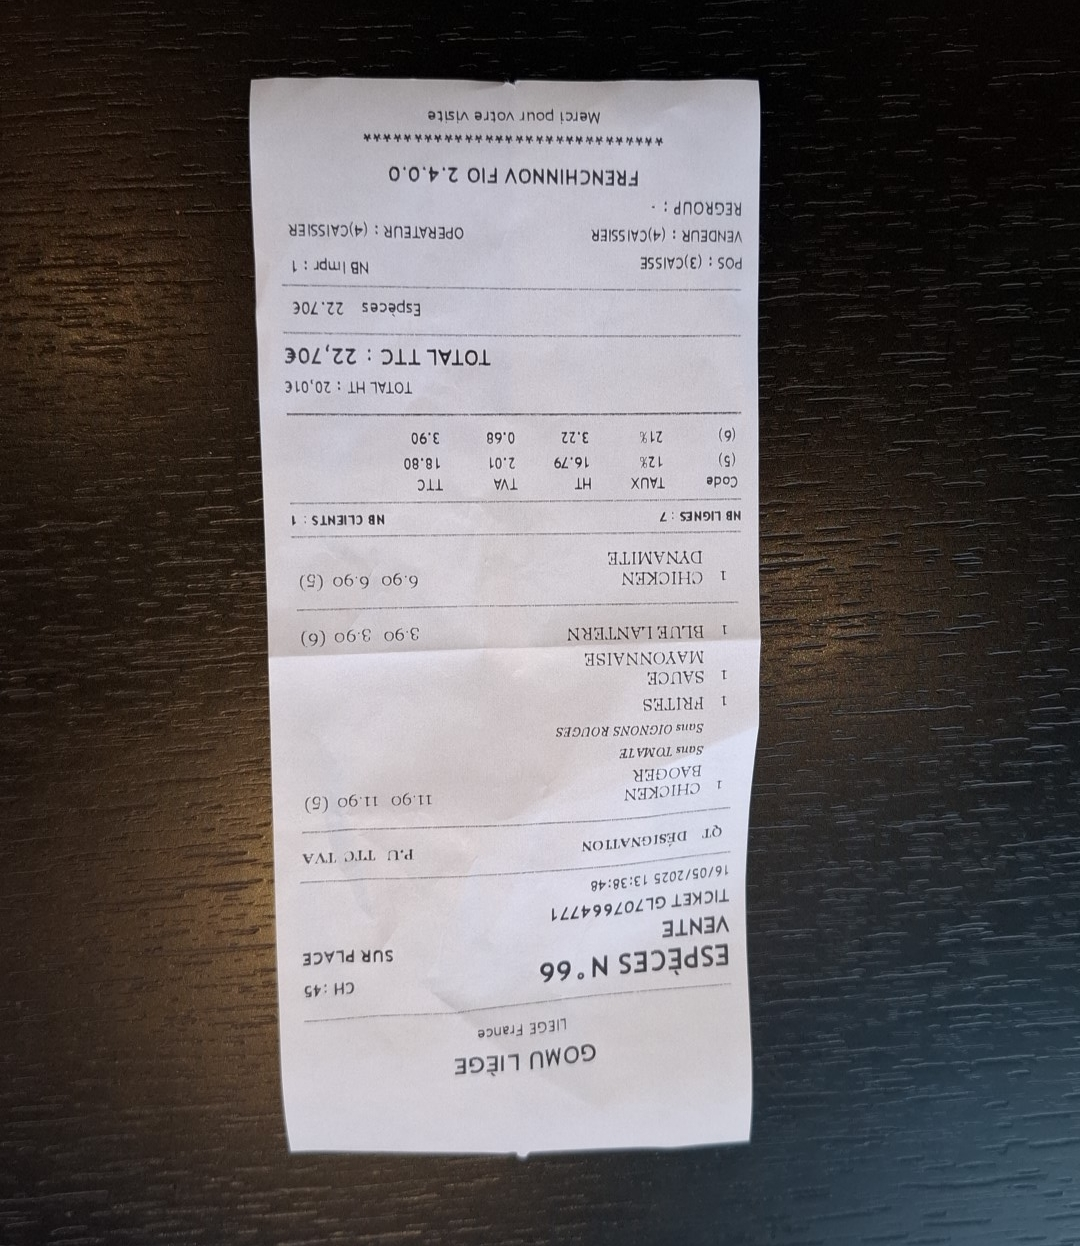 GOMU LIÈGE
LIEGE France
CH :45
ESPÈCES N°66
SUR PLACE
VENTE
TICKET GL707664771
16/05/2025 13:38:48
QT DÉSIGNATION P.U TTC TVA
1 CHICKEN 11.90 11.90 (5)
BAOGER
Sans TOMATE
Sans OIGNONS ROUGES
1 FRITES
1 SAUCE
MAYONNAISE
1 BLUE LANTERN 3.90 3.90 (6)
1 CHICKEN 6.90 6.90 (5)
DYNAMITE
NB LIGNES : 7 NB CLIENTS : 1
Code TAUX HT TVA TTC
(5) 12% 16.79 2.01 18.80
(6) 21% 3.22 0.68 3.90
TOTAL HT : 20,01€
TOTAL TTC : 22,70€
Espèces 22.70€
POS : (3)CAISSE NB Impr : 1
VENDEUR : (4)CAISSIER OPERATEUR : (4)CAISSIER
REGROUP : -
FRENCHINNOV FIO 2.4.0.0
******************************
Merci pour votre visite